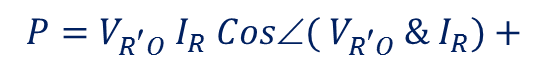 P = V_{R'O} I_R Cos∠( V_{R'O} & I_R) +